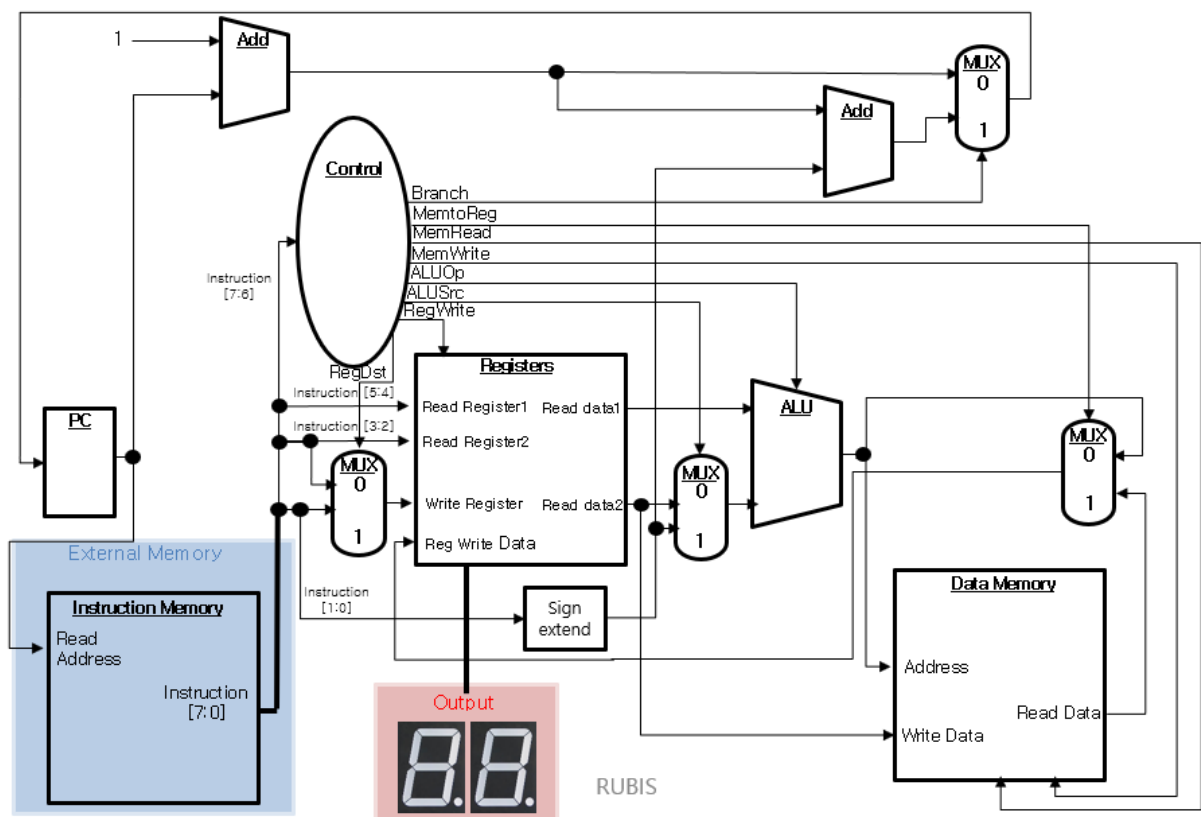 1
Add
MUX
0
1
Add
Control
Branch
MemtoReg
MemRead
MemWrite
ALUOp
ALUSrc
RegWrite
RegDst
Instruction
[7:6]
Instruction [5:4]
Instruction [3:2]
Registers
Read Register1
Read data1
Read Register2
Write Register
Read data2
Reg Write Data
MUX
0
1
MUX
0
1
ALU
MUX
0
1
PC
External Memory
Instruction Memory
Read
Address
Instruction
[7:0]
Instruction
[1:0]
Sign
extend
Data Memory
Address
Read Data
Write Data
Output
88
RUBIS